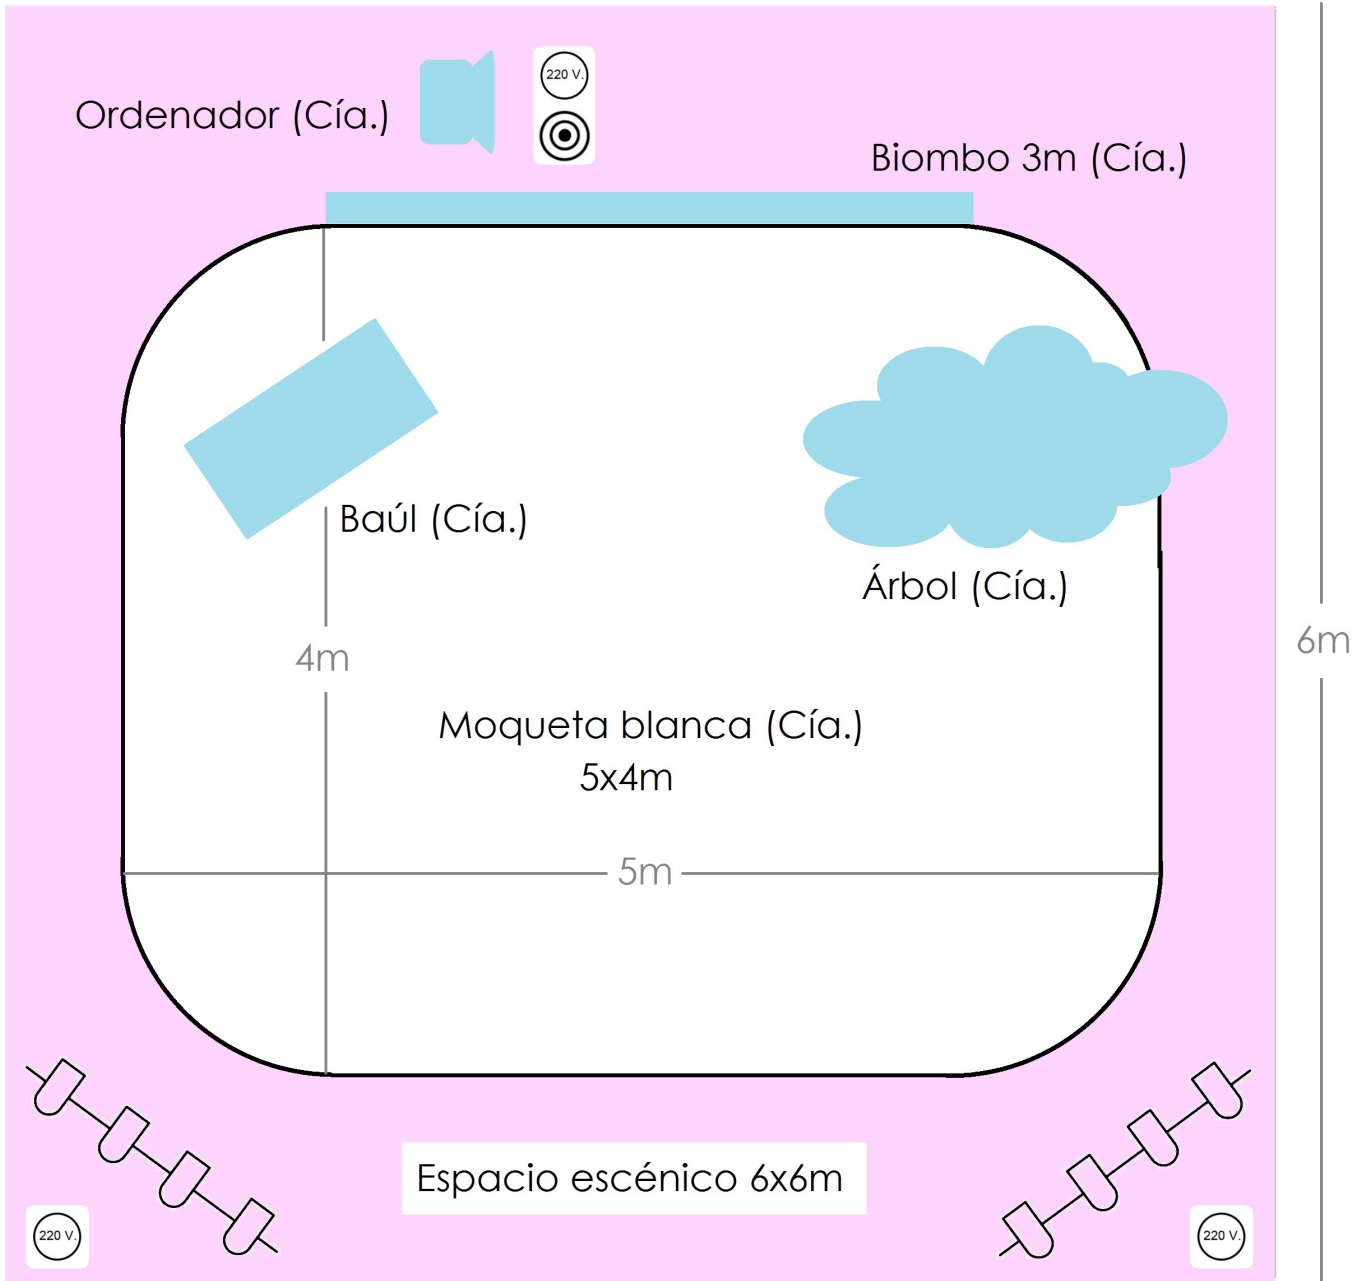 220 V.
Ordenador (Cía.)
Biombo 3m (Cía.)
Baúl (Cía.)
Árbol (Cía.)
6m
4m
Moqueta blanca (Cía.)
5x4m
5m
Espacio escénico 6x6m
220 V.
220 V.